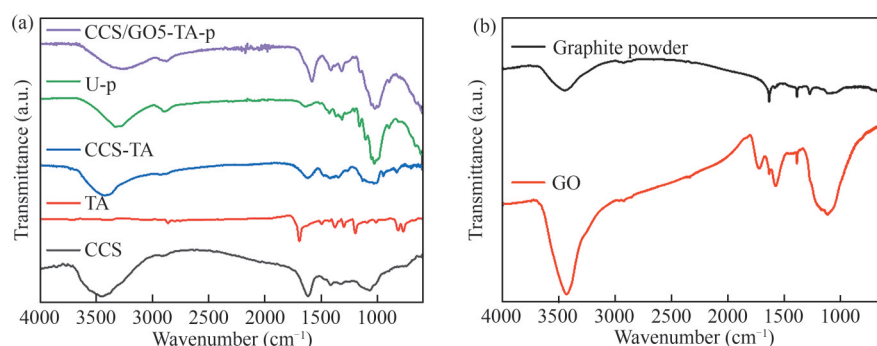 (a)
CCS/GO5-TA-p
U-p
CCS-TA
TA
CCS
Transmittance (a.u.)
4000 3500 3000 2500 2000 1500 1000
Wavenumber (cm⁻¹)
(b)
Graphite powder
GO
Transmittance (a.u.)
4000 3500 3000 2500 2000 1500 1000
Wavenumber (cm⁻¹)